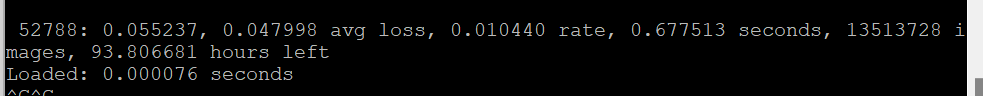 52788: 0.055237, 0.047998 avg loss, 0.010440 rate, 0.677513 seconds, 13513728 i
mages, 93.806681 hours left
Loaded: 0.000076 seconds
^C^C